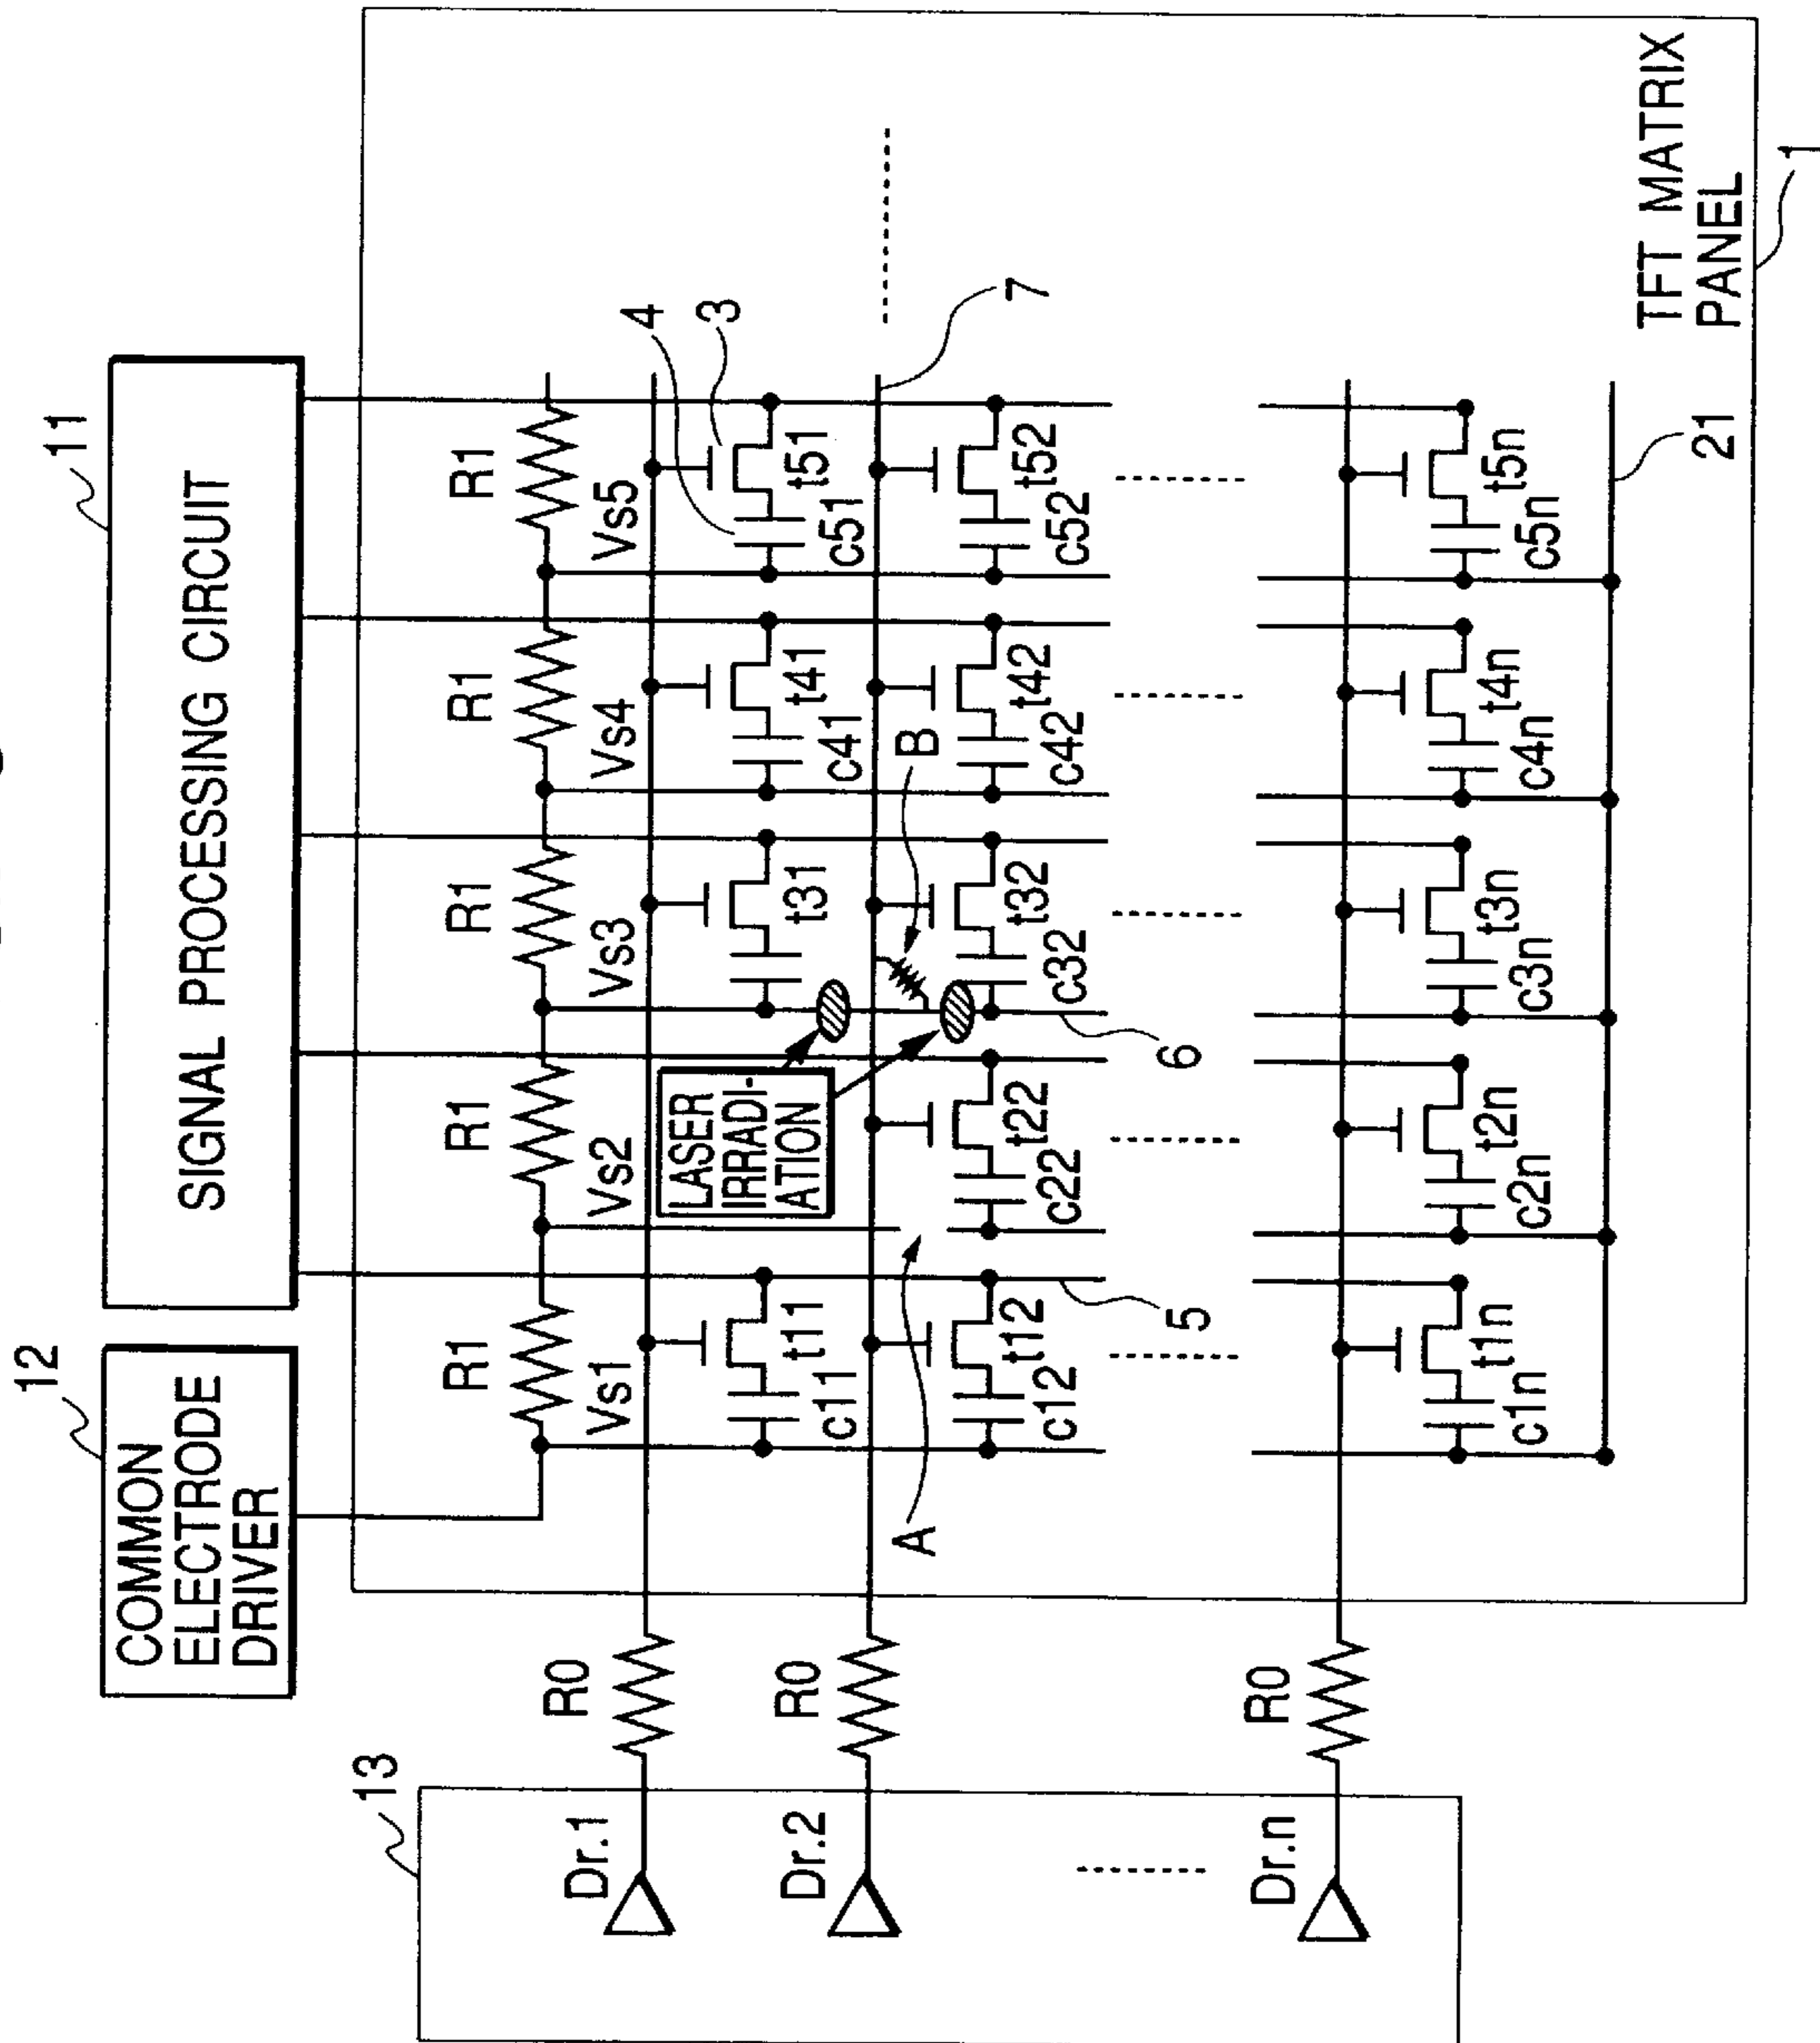 12
COMMON
ELECTRODE
DRIVER
11
SIGNAL PROCESSING CIRCUIT
13
Dr.1
Dr.2
Dr.n
R0
R0
R0
R1
R1
R1
R1
R1
Vs1
Vs2
Vs3
Vs4
Vs5
4
3
c11
t11
t31
c41
t41
c51
t51
LASER
IRRADI-
ATION
A
B
7
c12
t12
c22
t22
c32
t32
c42
t42
c52
t52
5
6
c1n
t1n
c2n
t2n
c3n
t3n
c4n
t4n
c5n
t5n
21
TFT MATRIX
PANEL
1